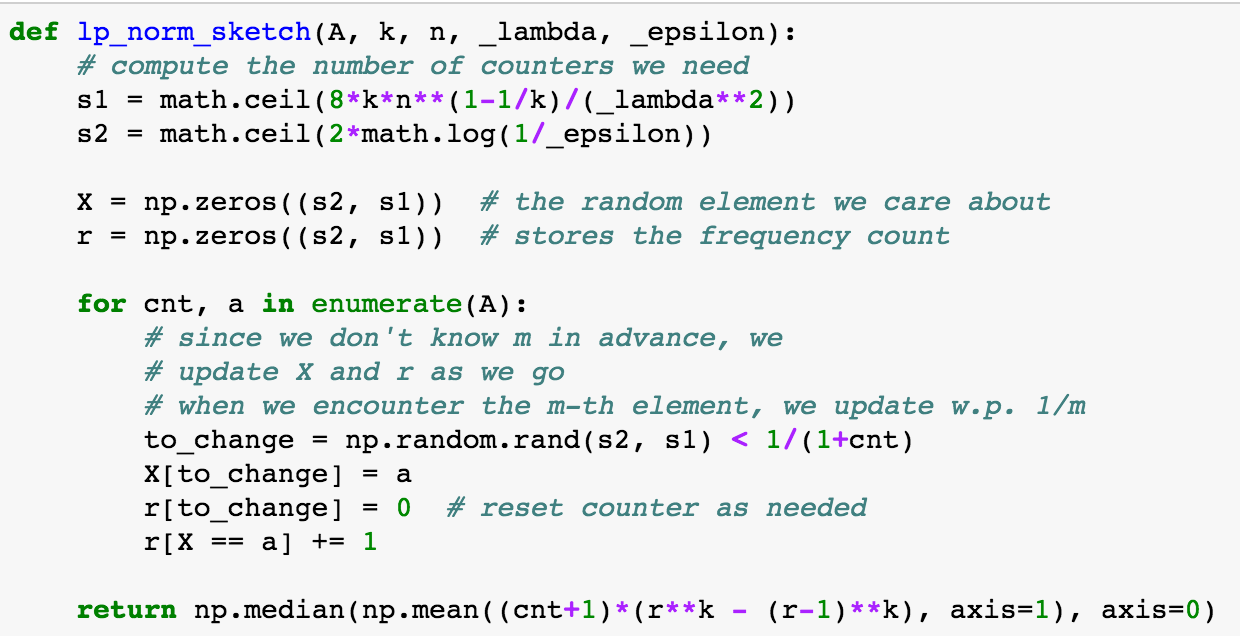 def lp_norm_sketch(A, k, n, _lambda, _epsilon):
    # compute the number of counters we need
    s1 = math.ceil(8*k*n**(1-1/k)/(_lambda**2))
    s2 = math.ceil(2*math.log(1/_epsilon))

    X = np.zeros((s2, s1))  # the random element we care about
    r = np.zeros((s2, s1))  # stores the frequency count

    for cnt, a in enumerate(A):
        # since we don't know m in advance, we
        # update X and r as we go
        # when we encounter the m-th element, we update w.p. 1/m
        to_change = np.random.rand(s2, s1) < 1/(1+cnt)
        X[to_change] = a
        r[to_change] = 0  # reset counter as needed
        r[X == a] += 1

    return np.median(np.mean((cnt+1)*(r**k - (r-1)**k), axis=1), axis=0)